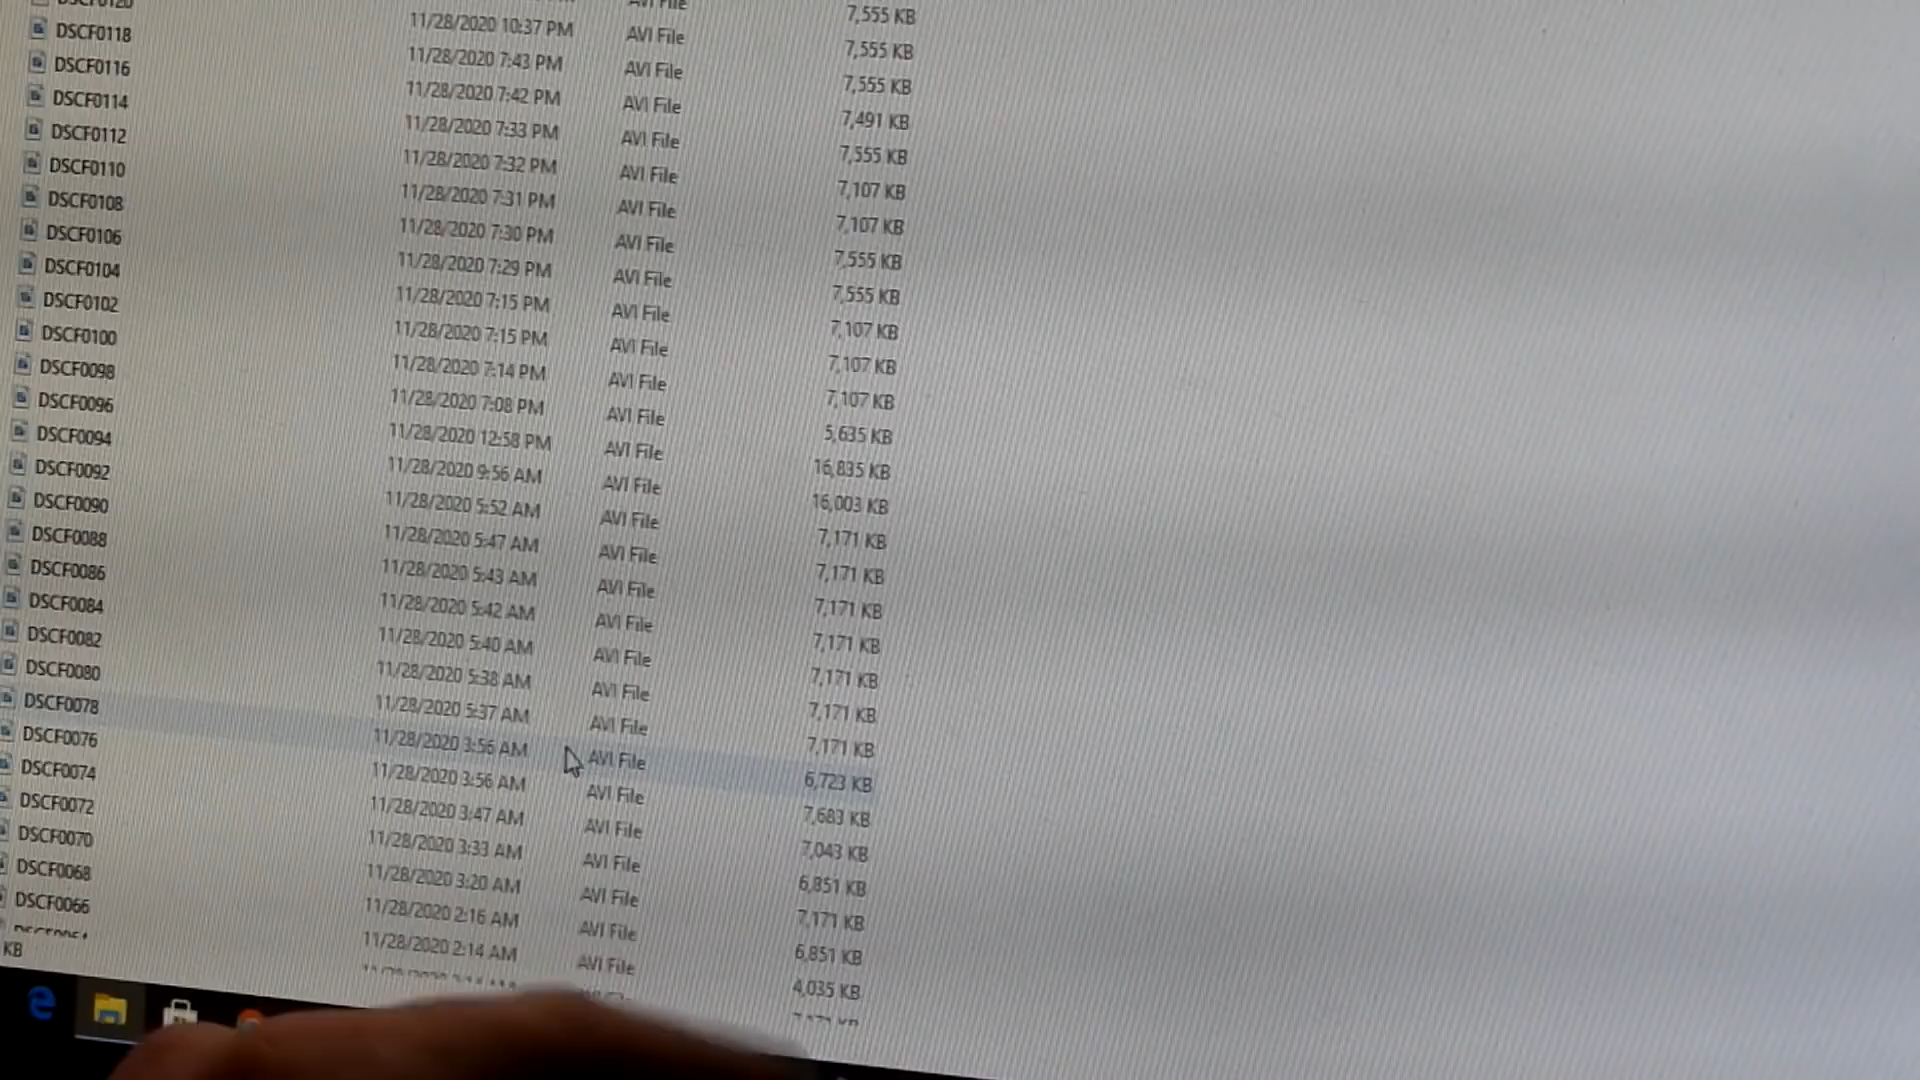 AVI File 7,555 KB
DSCF0120 11/28/2020 10:37 PM AVI File 7,555 KB
DSCF0118 11/28/2020 7:43 PM AVI File 7,555 KB
DSCF0116 11/28/2020 7:42 PM AVI File 7,491 KB
DSCF0114 11/28/2020 7:33 PM AVI File 7,555 KB
DSCF0112 11/28/2020 7:32 PM AVI File 7,107 KB
DSCF0110 11/28/2020 7:31 PM AVI File 7,107 KB
DSCF0108 11/28/2020 7:30 PM AVI File 7,555 KB
DSCF0106 11/28/2020 7:29 PM AVI File 7,555 KB
DSCF0104 11/28/2020 7:15 PM AVI File 7,107 KB
DSCF0102 11/28/2020 7:15 PM AVI File 7,107 KB
DSCF0100 11/28/2020 7:14 PM AVI File 7,107 KB
DSCF0098 11/28/2020 7:08 PM AVI File 5,635 KB
DSCF0096 11/28/2020 12:58 PM AVI File 16,835 KB
DSCF0094 11/28/2020 9:56 AM AVI File 16,003 KB
DSCF0092 11/28/2020 5:52 AM AVI File 7,171 KB
DSCF0090 11/28/2020 5:47 AM AVI File 7,171 KB
DSCF0088 11/28/2020 5:43 AM AVI File 7,171 KB
DSCF0086 11/28/2020 5:42 AM AVI File 7,171 KB
DSCF0084 11/28/2020 5:40 AM AVI File 7,171 KB
DSCF0082 11/28/2020 5:38 AM AVI File 7,171 KB
DSCF0080 11/28/2020 5:37 AM AVI File 7,171 KB
DSCF0078 11/28/2020 3:56 AM AVI File 6,723 KB
DSCF0076 11/28/2020 3:56 AM AVI File 7,683 KB
DSCF0074 11/28/2020 3:47 AM AVI File 7,043 KB
DSCF0072 11/28/2020 3:33 AM AVI File 6,851 KB
DSCF0070 11/28/2020 3:20 AM AVI File 7,171 KB
DSCF0068 11/28/2020 2:16 AM AVI File 6,851 KB
DSCF0066 11/28/2020 2:14 AM AVI File 4,035 KB
KB